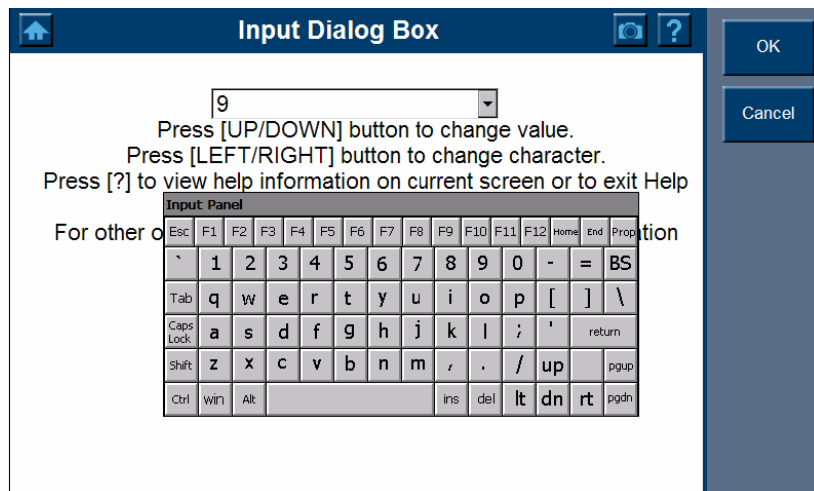 Input Dialog Box
?
OK
Cancel
9
Press [UP/DOWN] button to change value.
Press [LEFT/RIGHT] button to change character.
Press [?] to view help information on current screen or to exit Help
For other o
tion
Input Panel
Esc F1 F2 F3 F4 F5 F6 F7 F8 F9 F10 F11 F12 Home End Prop
` 1 2 3 4 5 6 7 8 9 0 - = BS
Tab q w e r t y u i o p [ ] \
Caps Lock a s d f g h j k l ; ' return
Shift z x c v b n m , . / up pgup
Ctrl win Alt ins del lt dn rt pgdn